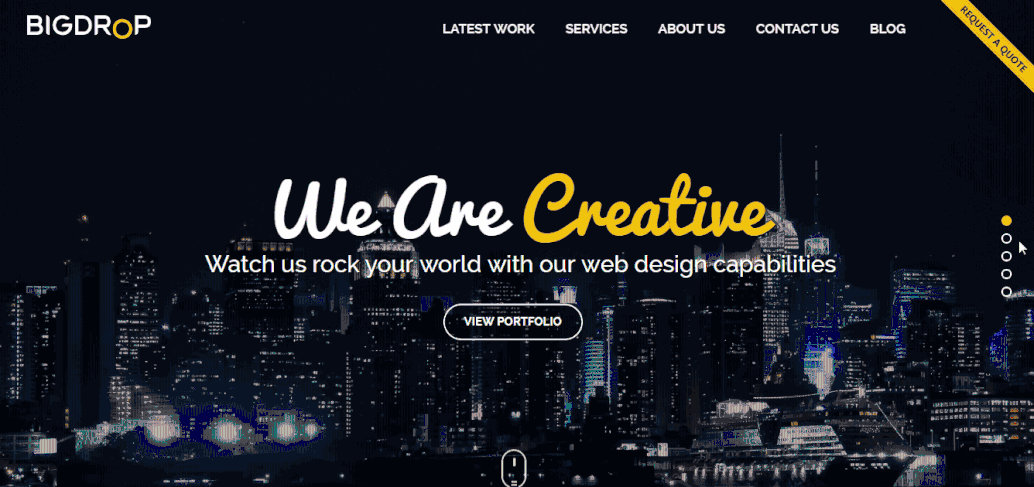 BIGDROP
LATEST WORK
SERVICES
ABOUT US
CONTACT US
BLOG
REQUEST A QUOTE
We Are Creative
Watch us rock your world with our web design capabilities
VIEW PORTFOLIO